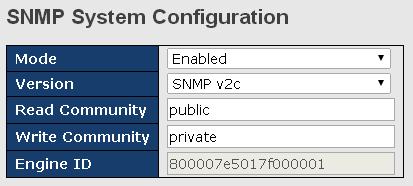 SNMP System Configuration
Mode Enabled
Version SNMP v2c
Read Community public
Write Community private
Engine ID 800007e5017f000001